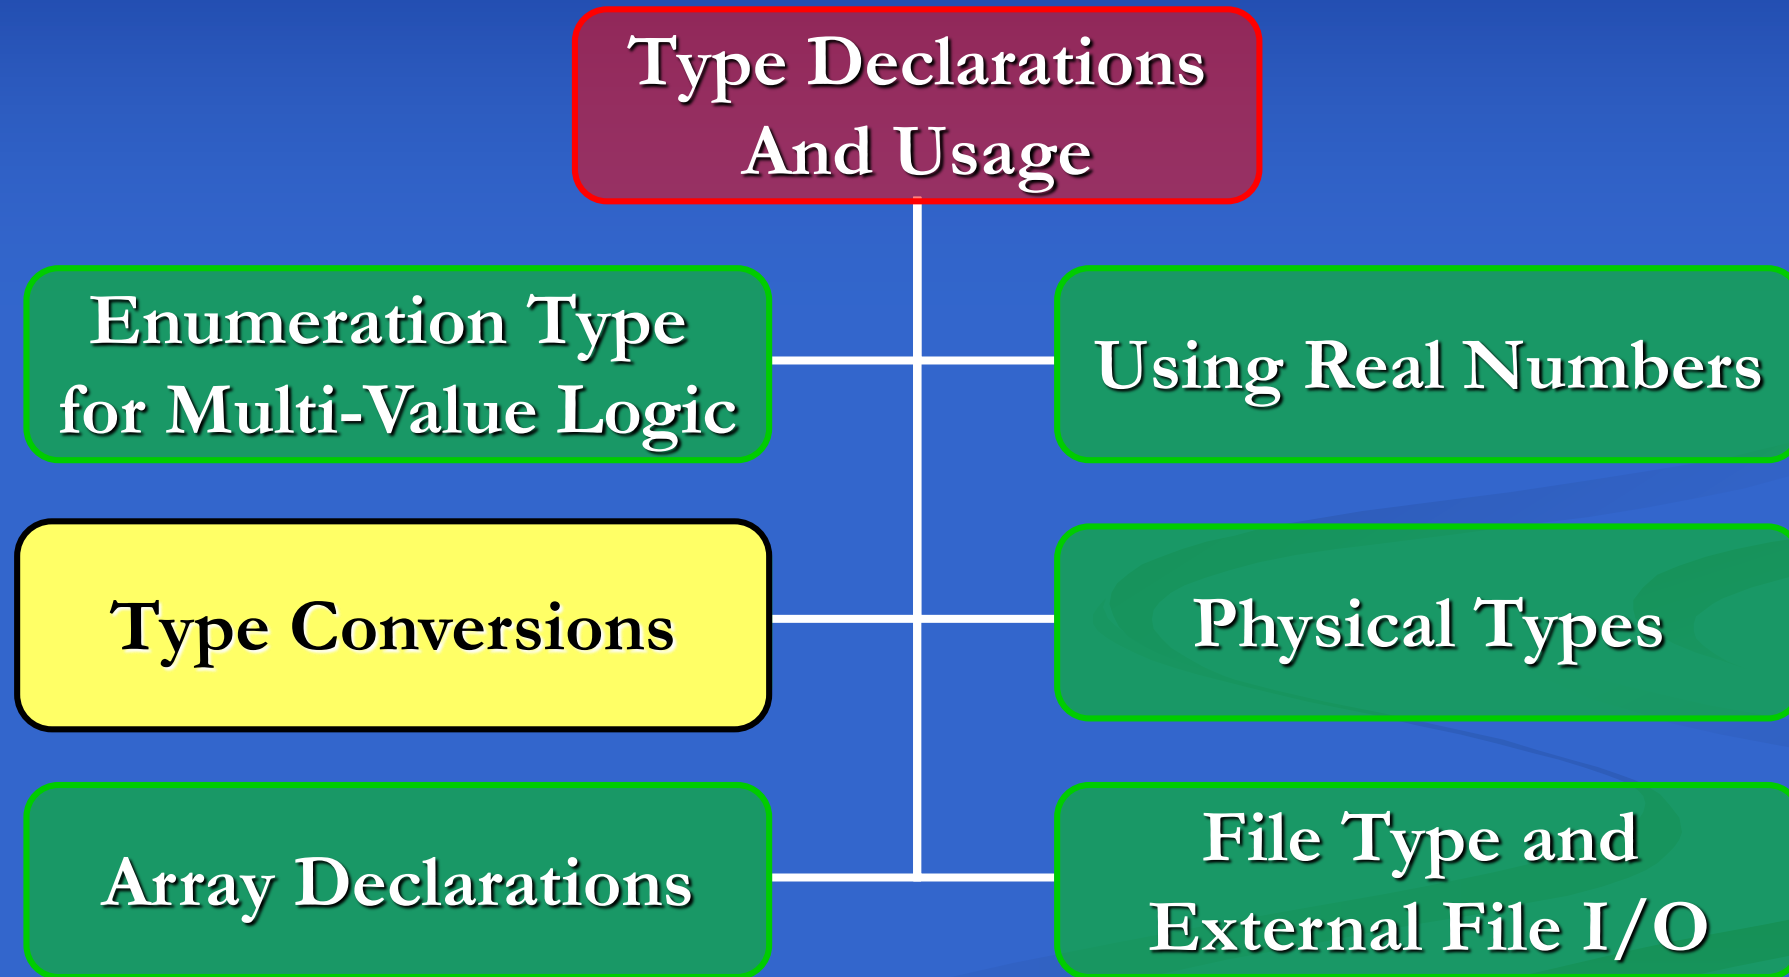 Type Declarations
And Usage
Enumeration Type
for Multi-Value Logic
Using Real Numbers
Type Conversions
Physical Types
Array Declarations
File Type and
External File I/O